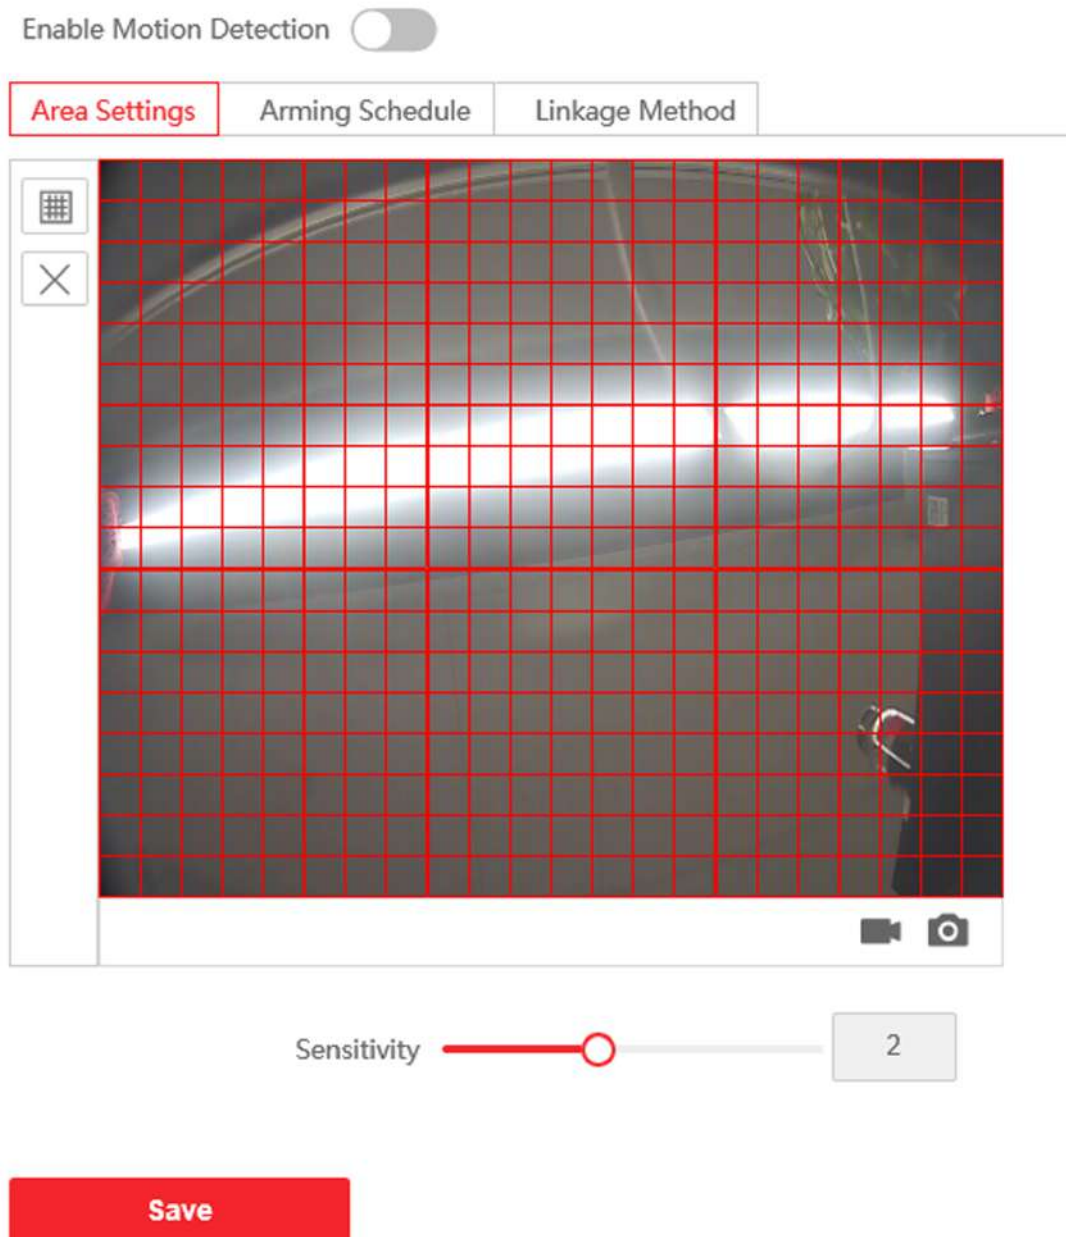 Enable Motion Detection
Area Settings
Arming Schedule
Linkage Method
Sensitivity
2
Save